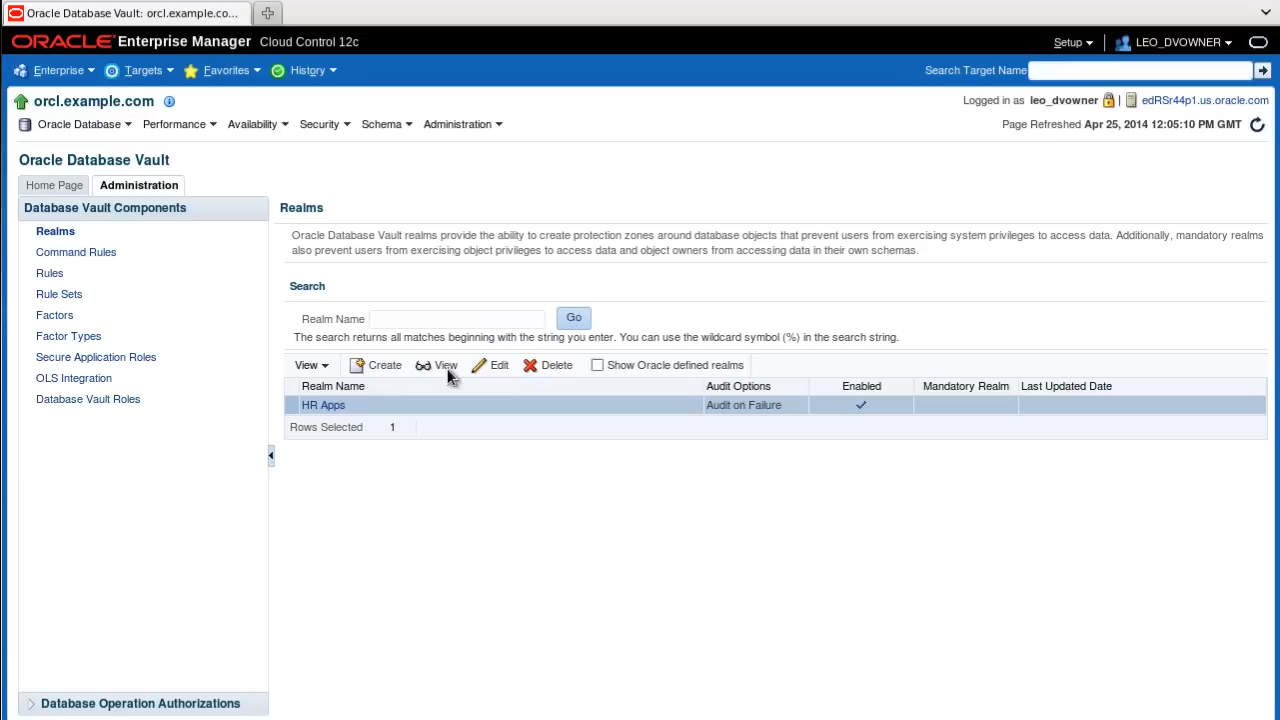 Oracle Database Vault: orcl.example.co...
ORACLE Enterprise Manager Cloud Control 12c
Setup
LEO_DVOWNER
Enterprise Targets Favorites History
Search Target Name
orcl.example.com
Logged in as leo_dvowner
edRSr44p1.us.oracle.com
Oracle Database Performance Availability Security Schema Administration
Page Refreshed Apr 25, 2014 12:05:10 PM GMT
Oracle Database Vault
Home Page Administration
Database Vault Components
Realms
Command Rules
Rules
Rule Sets
Factors
Factor Types
Secure Application Roles
OLS Integration
Database Vault Roles
Database Operation Authorizations
Realms
Oracle Database Vault realms provide the ability to create protection zones around database objects that prevent users from exercising system privileges to access data. Additionally, mandatory realms
also prevent users from exercising object privileges to access data and object owners from accessing data in their own schemas.
Search
Realm Name
Go
The search returns all matches beginning with the string you enter. You can use the wildcard symbol (%) in the search string.
View Create View Edit Delete Show Oracle defined realms
Realm Name Audit Options Enabled Mandatory Realm Last Updated Date
HR Apps Audit on Failure
Rows Selected 1